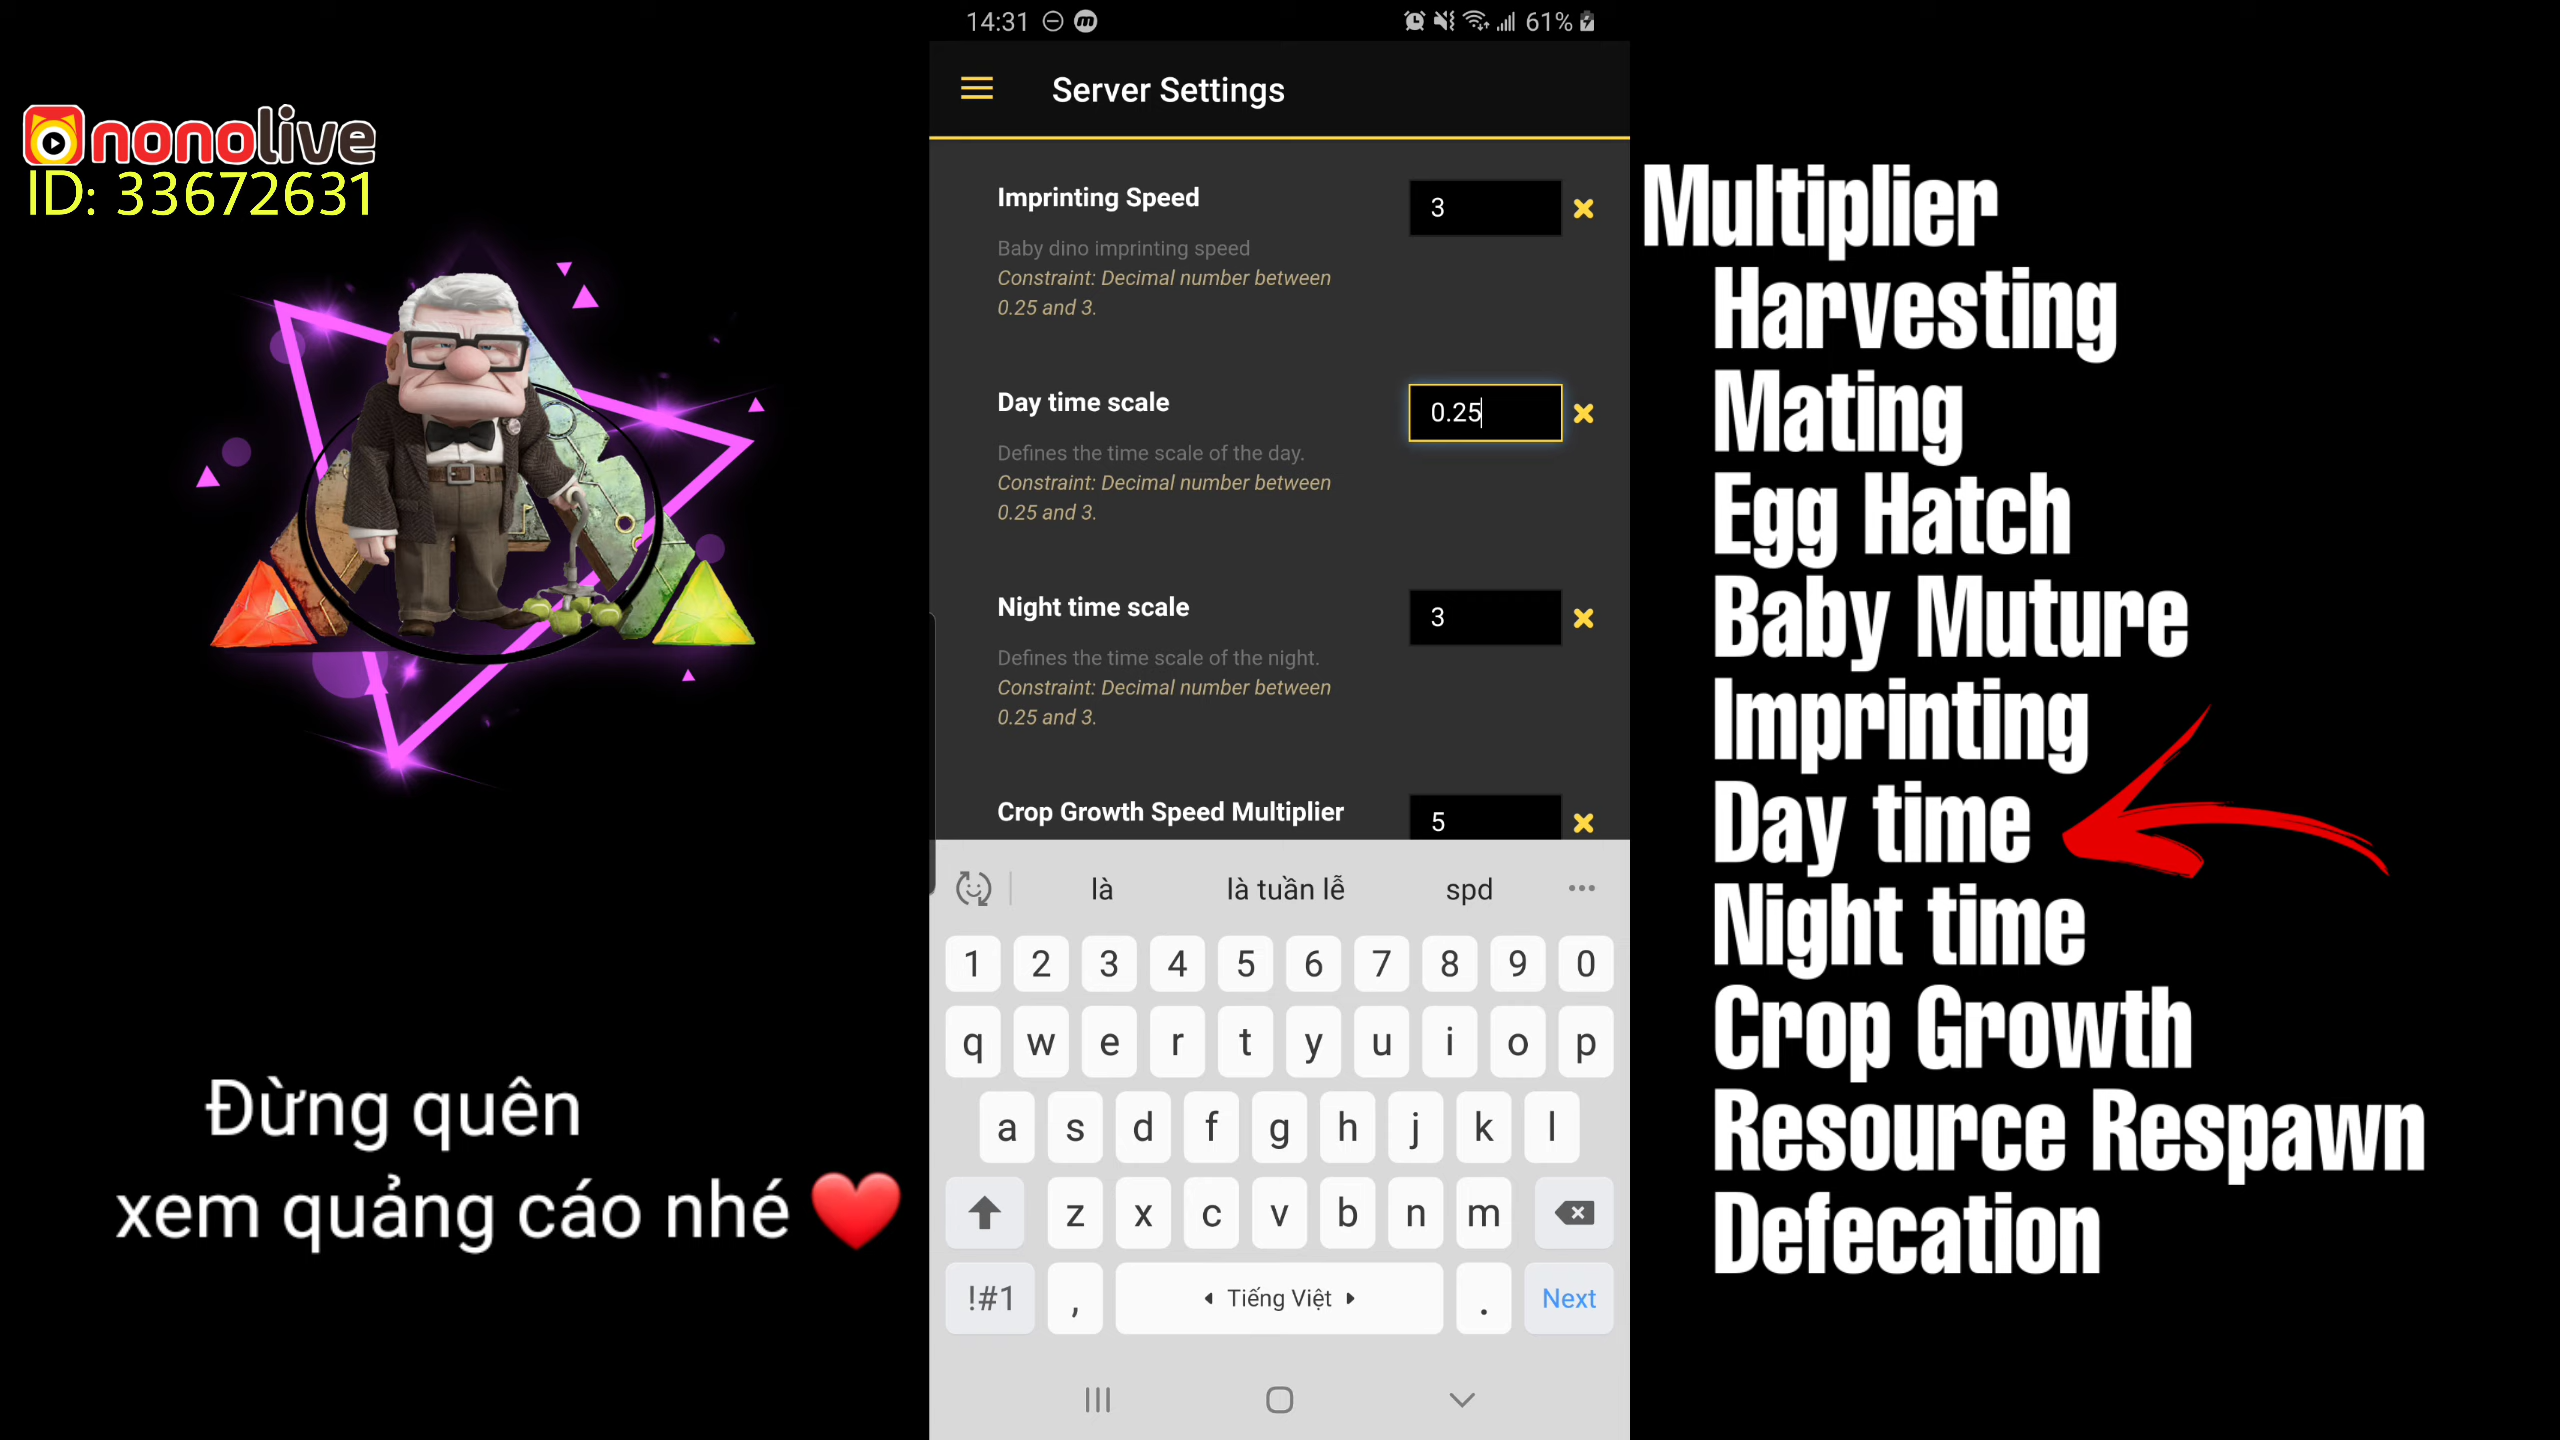 nonolive
ID: 33672631
Đừng quên
xem quảng cáo nhé
14:31
61%
Server Settings
Imprinting Speed
3
Baby dino imprinting speed
Constraint: Decimal number between
0.25 and 3.
Day time scale
0.25
Defines the time scale of the day.
Constraint: Decimal number between
0.25 and 3.
Night time scale
3
Defines the time scale of the night.
Constraint: Decimal number between
0.25 and 3.
Crop Growth Speed Multiplier
5
là là tuần lễ spd
1 2 3 4 5 6 7 8 9 0
q w e r t y u i o p
a s d f g h j k l
z x c v b n m
!#1 , Tiếng Việt . Next
Multiplier
Harvesting
Mating
Egg Hatch
Baby Muture
Imprinting
Day time
Night time
Crop Growth
Resource Respawn
Defecation